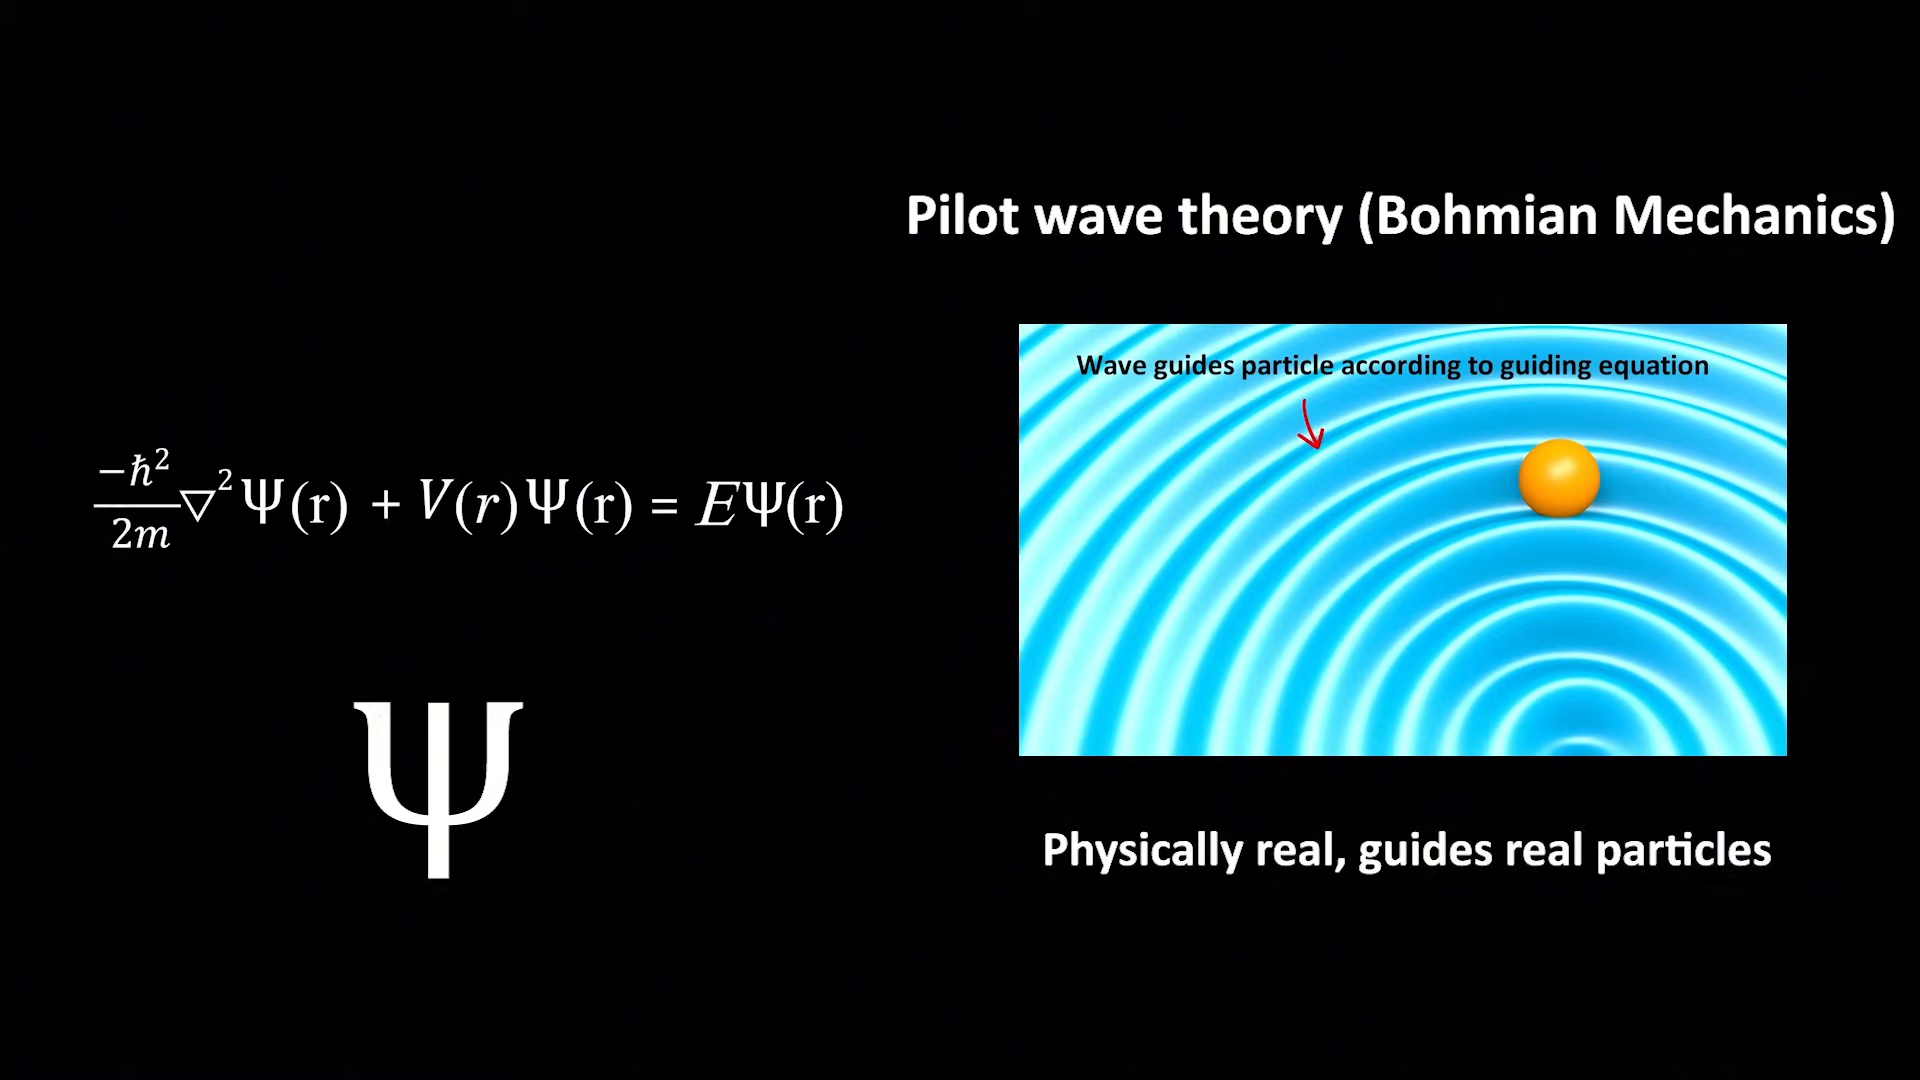 Pilot wave theory (Bohmian Mechanics)
Wave guides particle according to guiding equation
−ℏ²/2m ▽²Ψ(r) + V(r)Ψ(r) = EΨ(r)
Ψ
Physically real, guides real particles